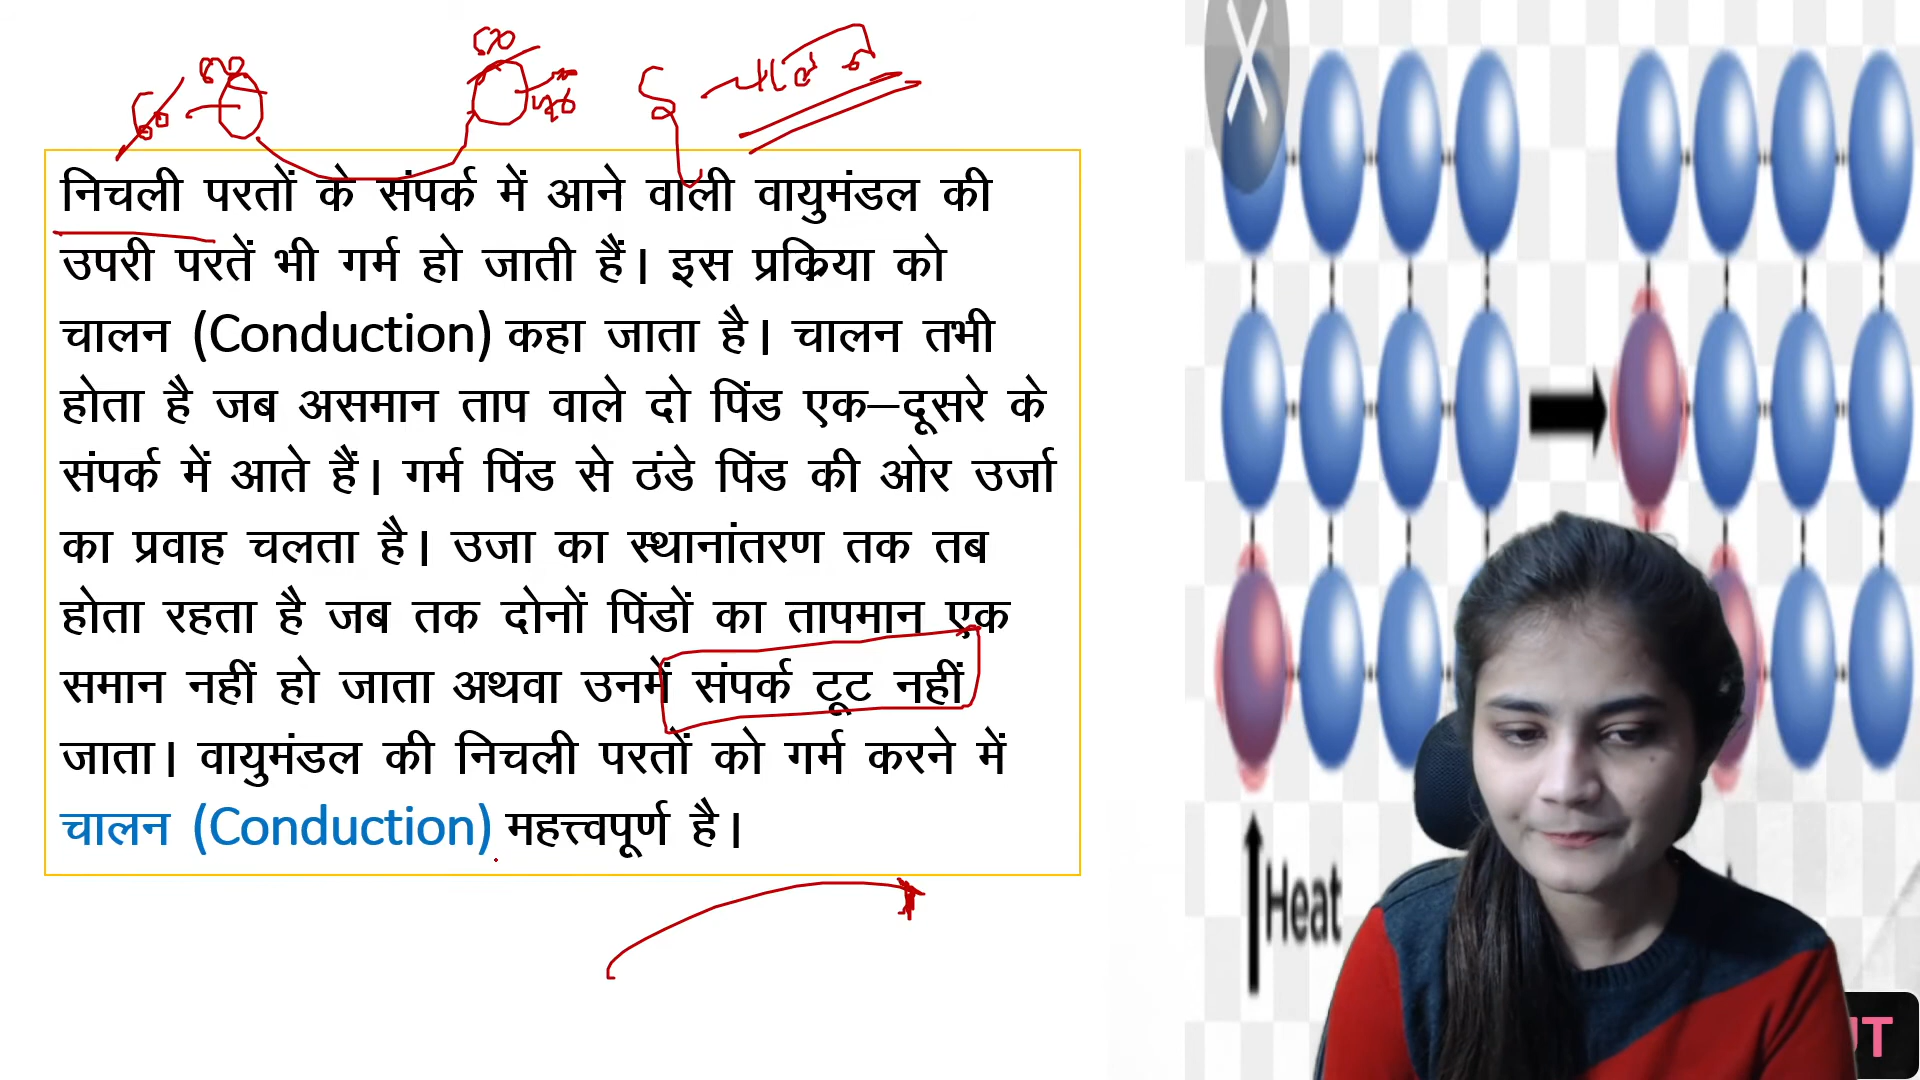 निचली परतों के संपर्क में आने वाली वायुमंडल की
उपरी परतें भी गर्म हो जाती हैं। इस प्रक्रिया को
चालन (Conduction) कहा जाता है। चालन तभी
होता है जब असमान ताप वाले दो पिंड एक–दूसरे के
संपर्क में आते हैं। गर्म पिंड से ठंडे पिंड की ओर उर्जा
का प्रवाह चलता है। उजा का स्थानांतरण तक तब
होता रहता है जब तक दोनों पिंडों का तापमान एक
समान नहीं हो जाता अथवा उनमें संपर्क टूट नहीं
जाता। वायुमंडल की निचली परतों को गर्म करने में
चालन (Conduction) महत्त्वपूर्ण है।
Heat